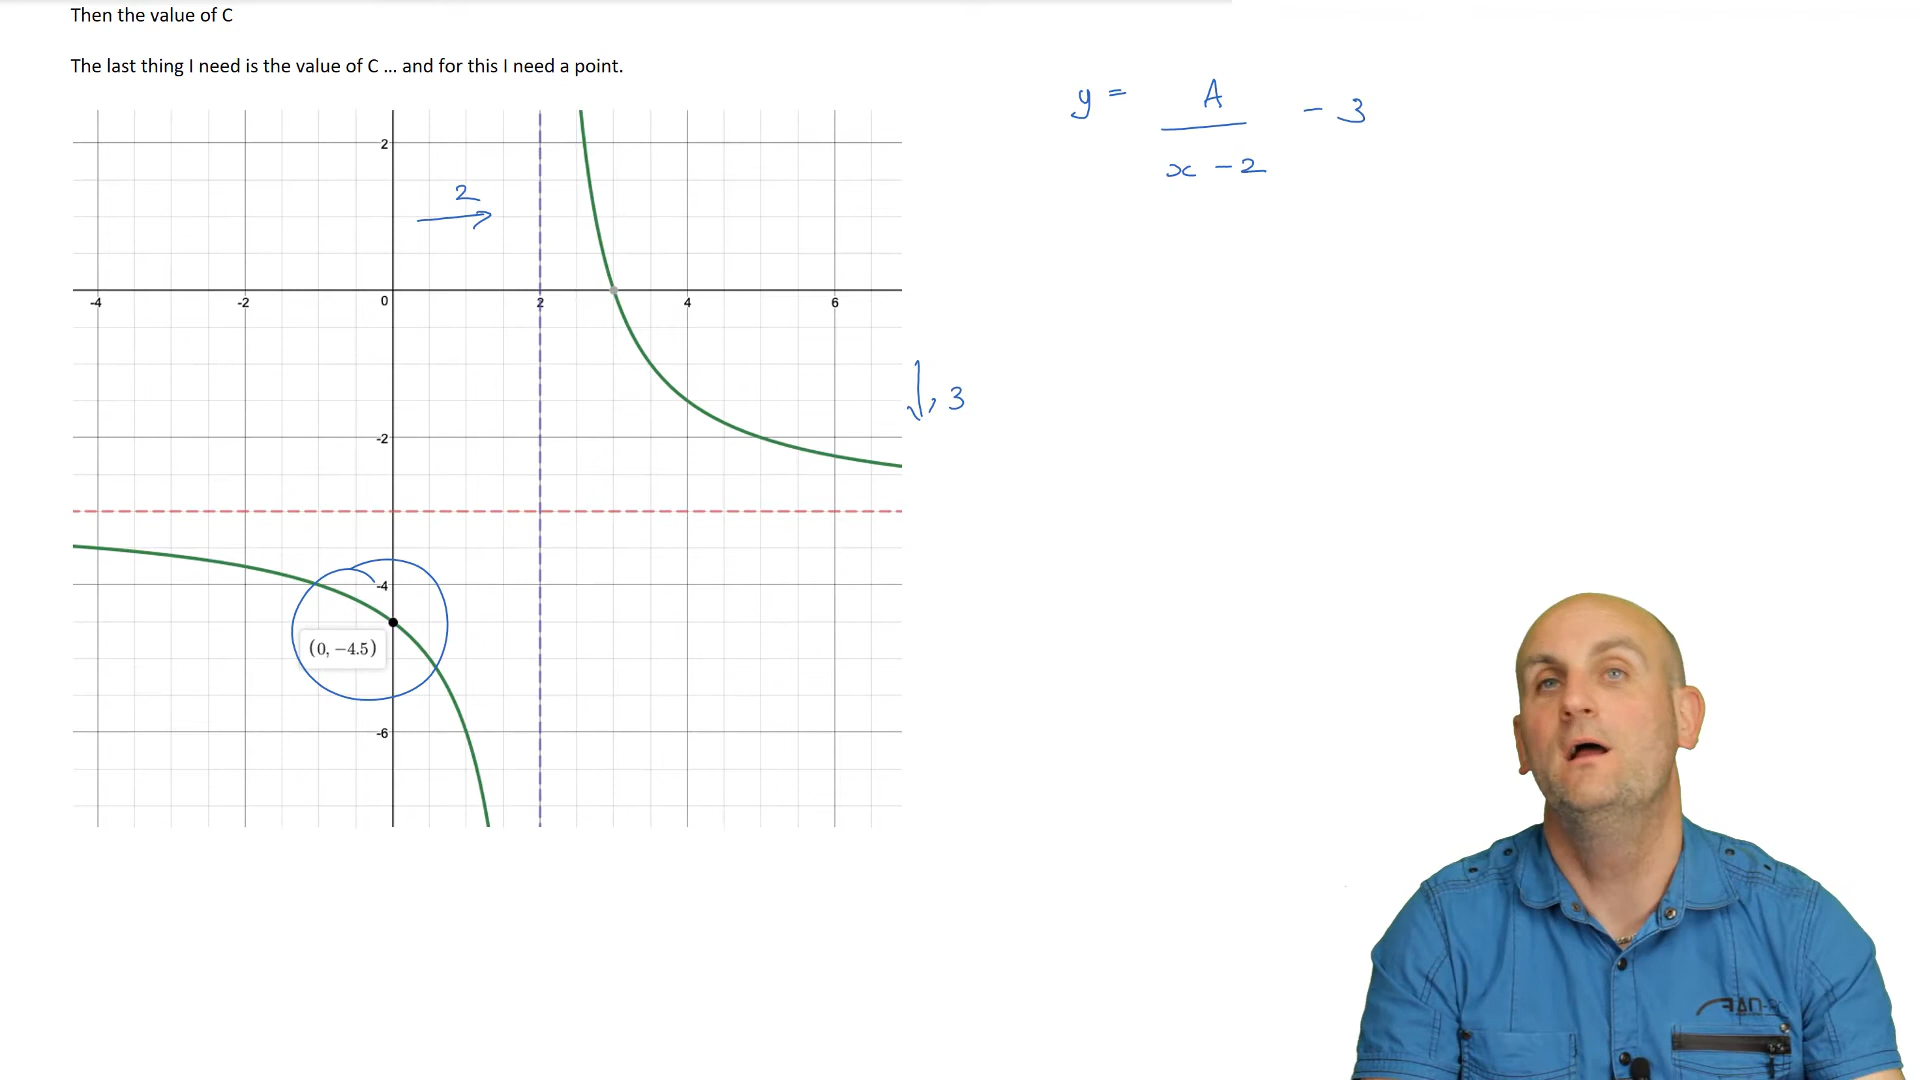 Then the value of C
The last thing I need is the value of C ... and for this I need a point.
y = A / x - 2 - 3
2
2
-4 -2 0 2 4 6
, 3
-2
-4
(0, −4.5)
-6